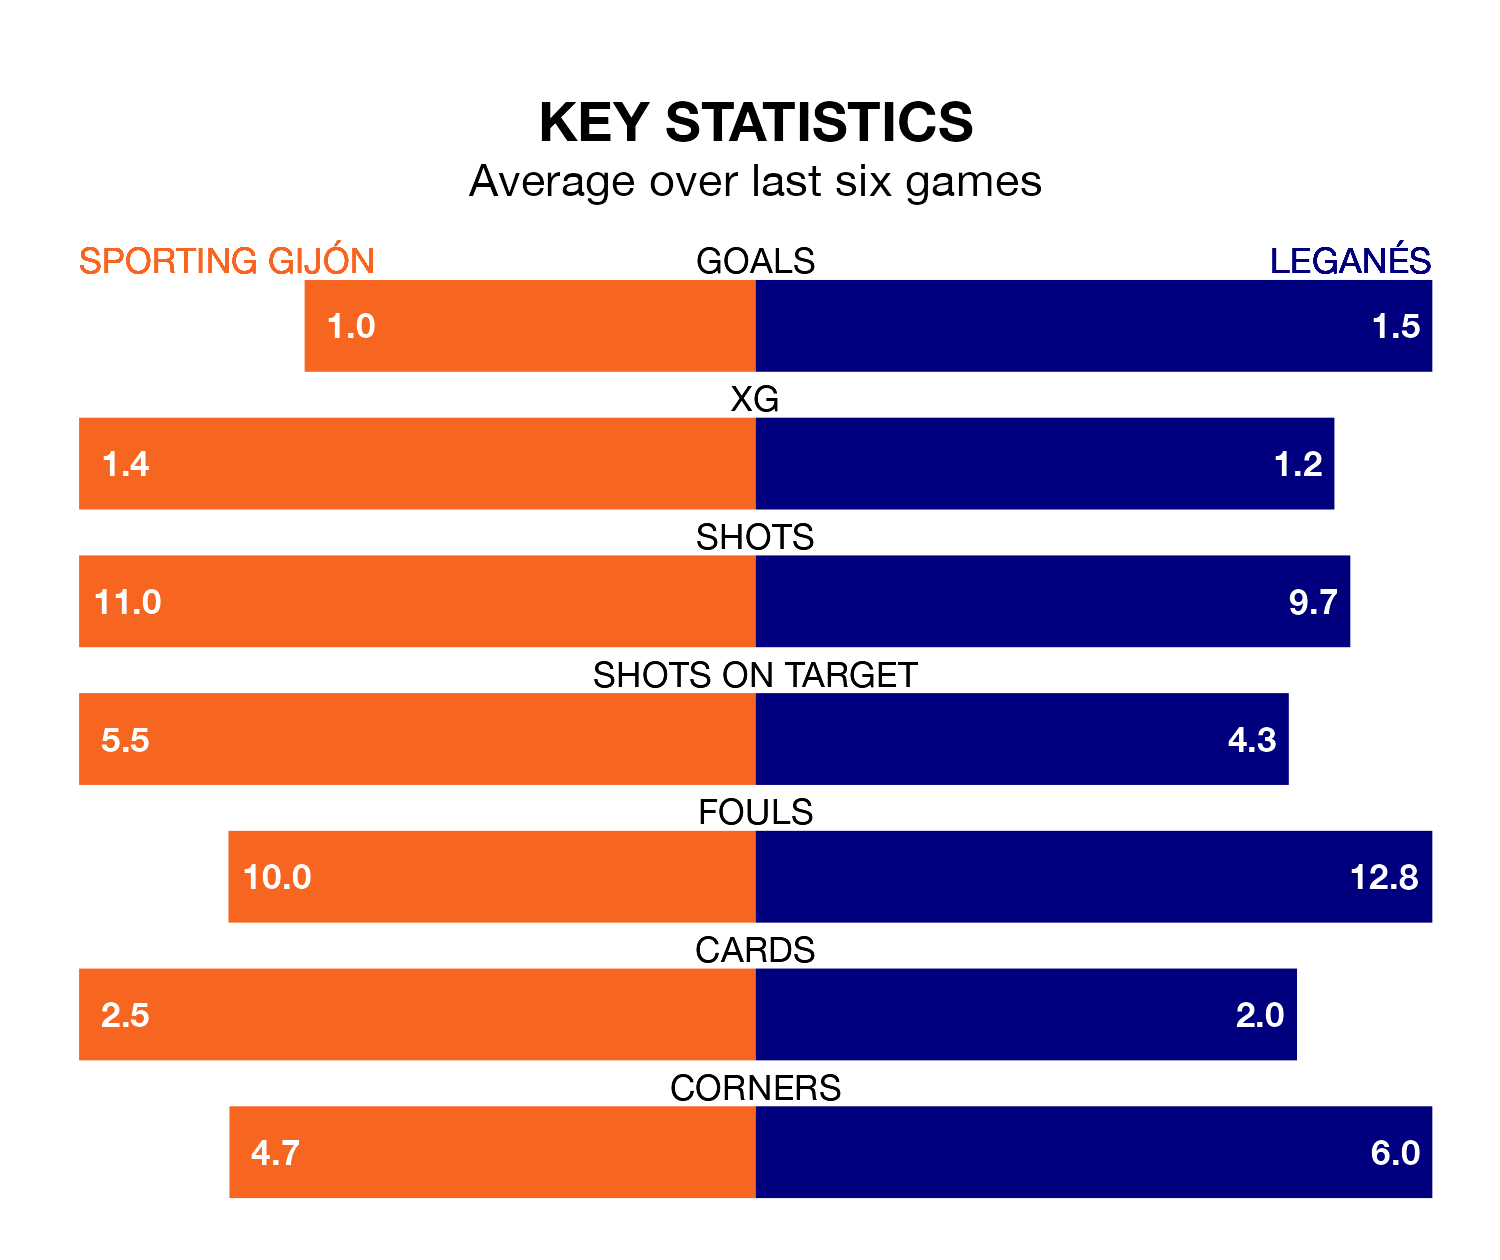 KEY STATISTICS
Average over last six games
SPORTING GIJÓN GOALS LEGANÉS
1.0 1.5
XG
1.4 1.2
SHOTS
11.0 9.7
SHOTS ON TARGET
5.5 4.3
FOULS
10.0 12.8
CARDS
2.5 2.0
CORNERS
4.7 6.0